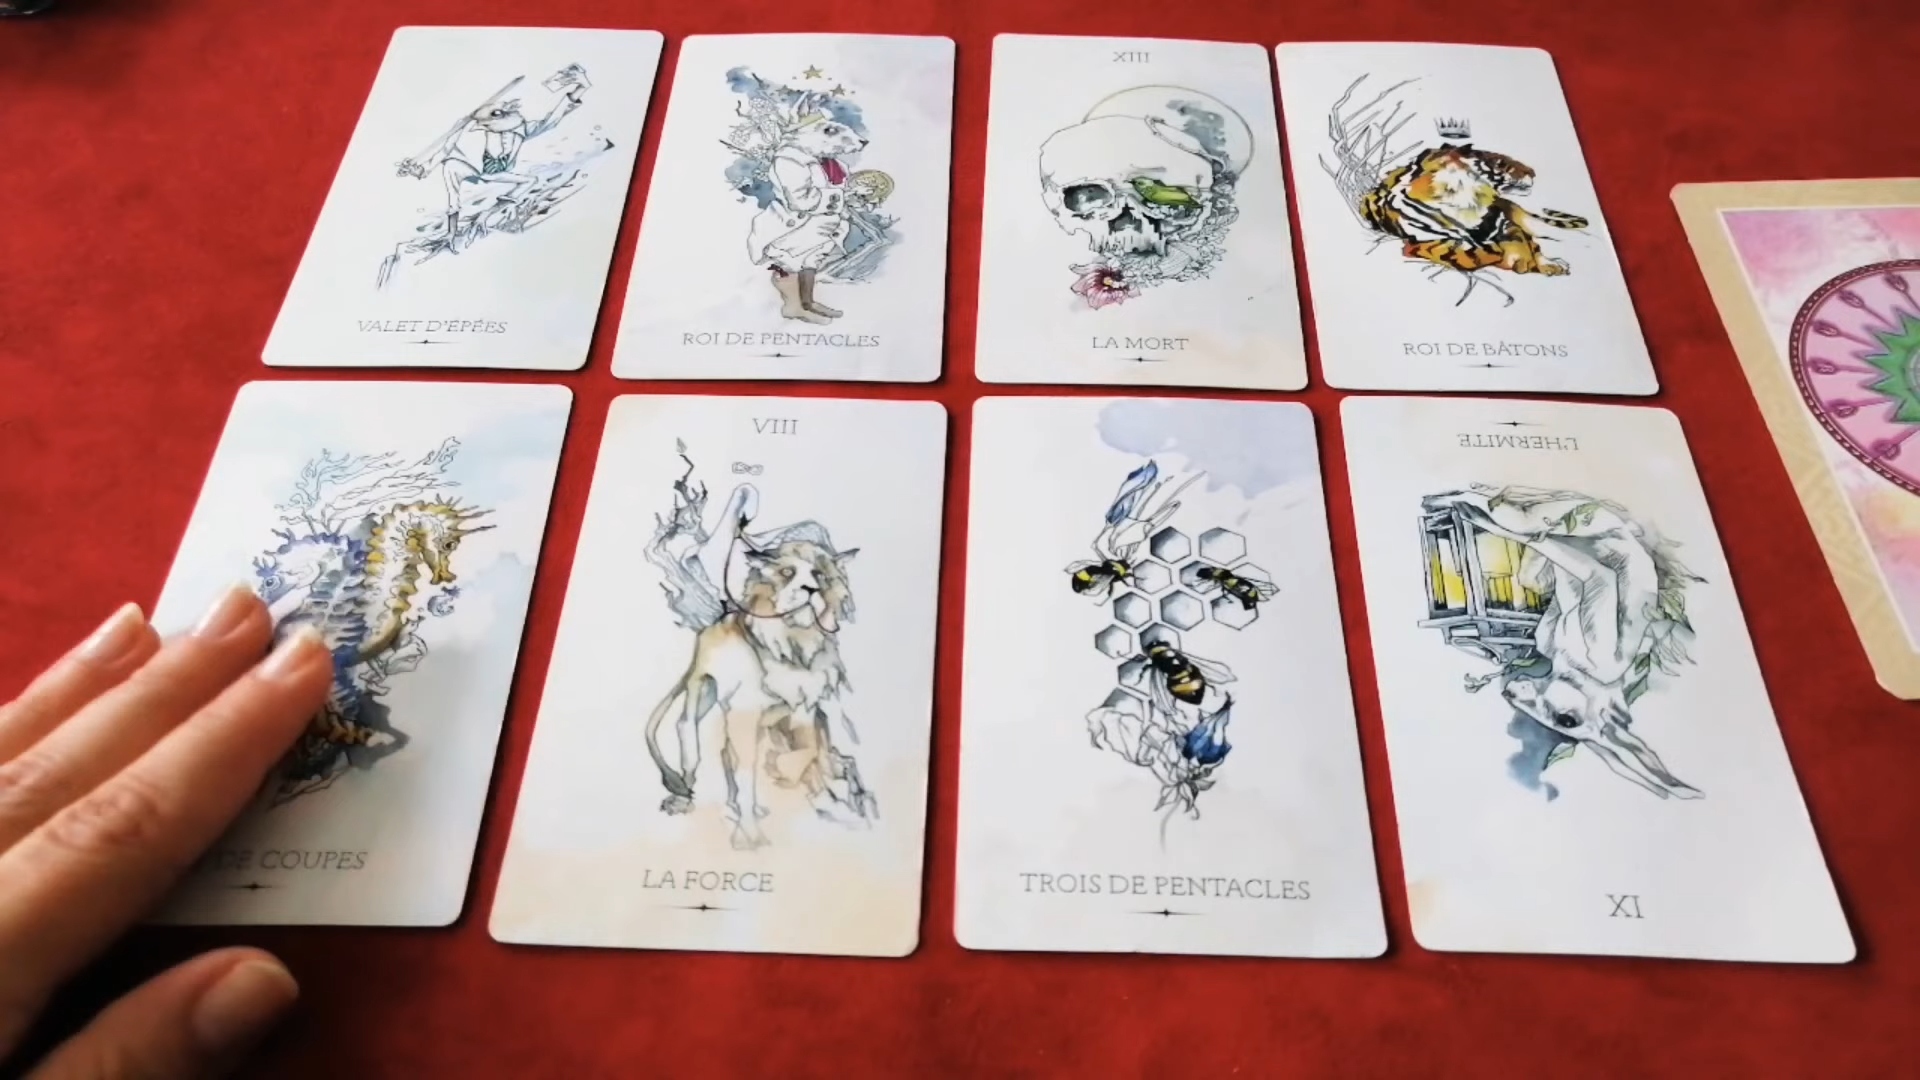 VALET D'ÉPÉES
ROI DE PENTACLES
XIII
LA MORT
ROI DE BÂTONS
DE COUPES
VIII
LA FORCE
TROIS DE PENTACLES
L'HERMITE
IX